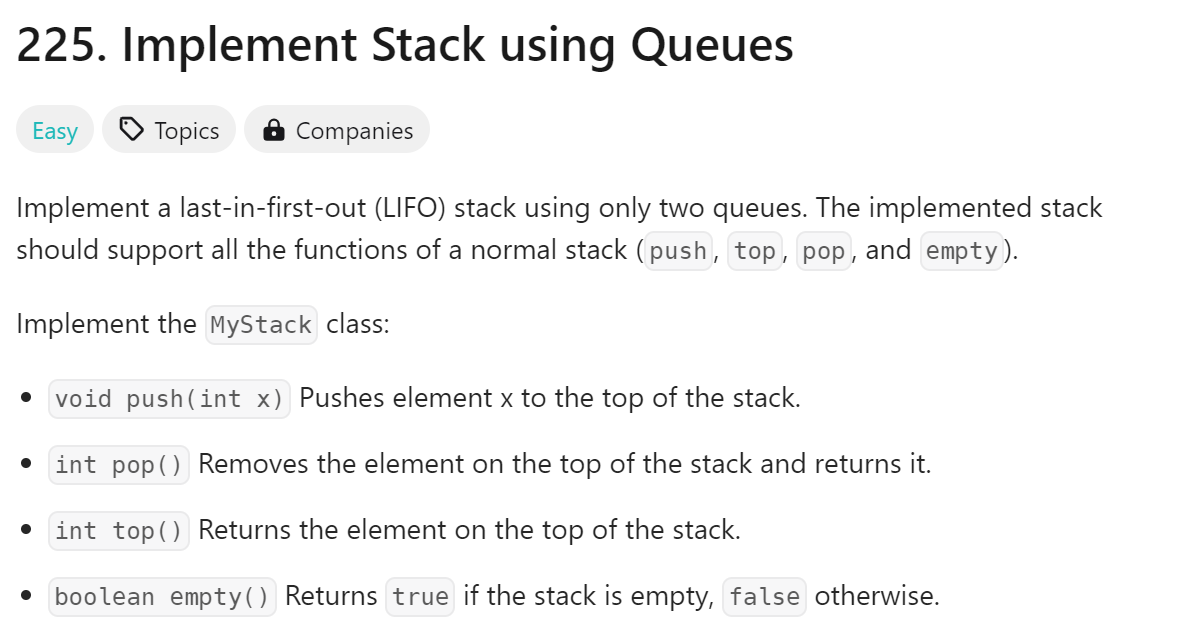 225. Implement Stack using Queues
Easy Topics Companies
Implement a last-in-first-out (LIFO) stack using only two queues. The implemented stack
should support all the functions of a normal stack (push, top, pop, and empty).
Implement the MyStack class:
• void push(int x) Pushes element x to the top of the stack.
• int pop() Removes the element on the top of the stack and returns it.
• int top() Returns the element on the top of the stack.
• boolean empty() Returns true if the stack is empty, false otherwise.